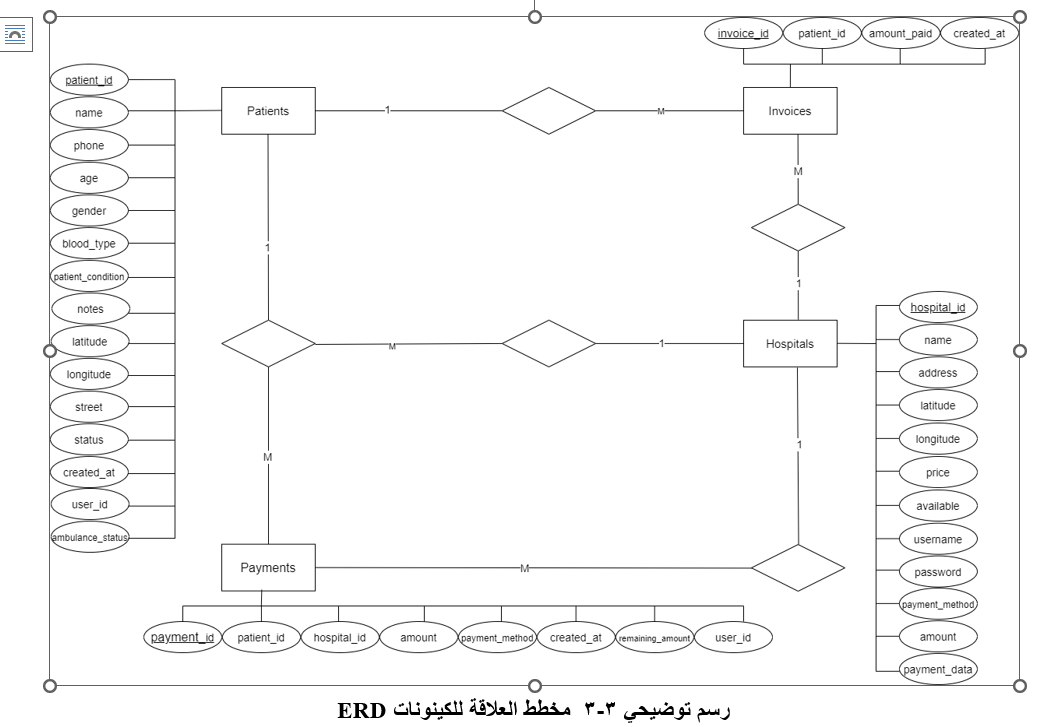 invoice_id patient_id amount_paid created_at
patient_id
name
phone
age
gender
blood_type
patient_condition
notes
latitude
longitude
street
status
created_at
user_id
ambulance_status
Patients
1
M
Invoices
M
1
1
M
1
Hospitals
hospital_id
name
address
latitude
longitude
price
available
username
password
payment_method
amount
payment_data
M
1
Payments
M
payment_id patient_id hospital_id amount payment_method created_at remaining_amount user_id
رسم توضيحي ٣-٣ مخطط العلاقة للكينونات ERD